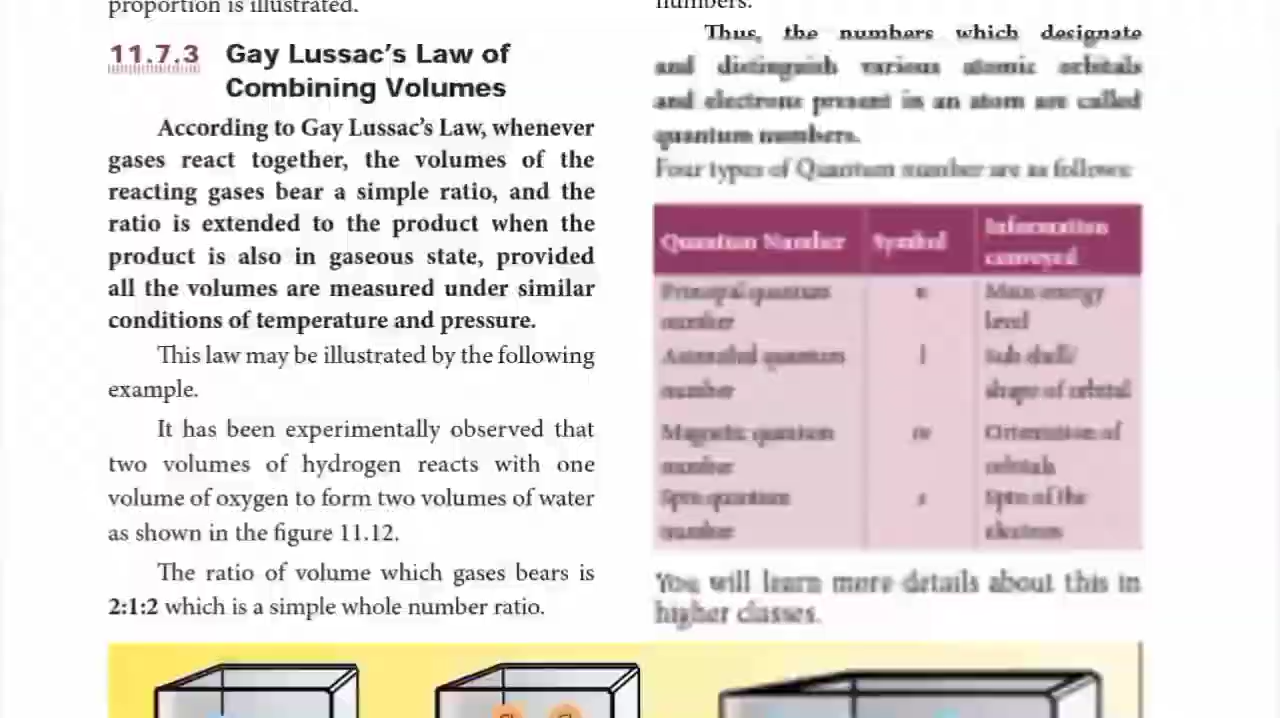 proportion is illustrated.
11.7.3 Gay Lussac's Law of
Combining Volumes
According to Gay Lussac's Law, whenever
gases react together, the volumes of the
reacting gases bear a simple ratio, and the
ratio is extended to the product when the
product is also in gaseous state, provided
all the volumes are measured under similar
conditions of temperature and pressure.
This law may be illustrated by the following
example.
It has been experimentally observed that
two volumes of hydrogen reacts with one
volume of oxygen to form two volumes of water
as shown in the figure 11.12.
The ratio of volume which gases bears is
2:1:2 which is a simple whole number ratio.
numbers.
Thus, the numbers which designate
and distinguish various atomic orbitals
and electrons present in an atom are called
quantum numbers.
Four types of Quantum number are as follows:
Quantum Number Symbol Information
conveyed
Principal quantum n Main energy
number level
quantum l Sub shell/
number shape of orbital
Magnetic quantum m Orientation of
number orbitals
Spin quantum s Spin of the
number electrons
You will learn more details about this in
higher classes.